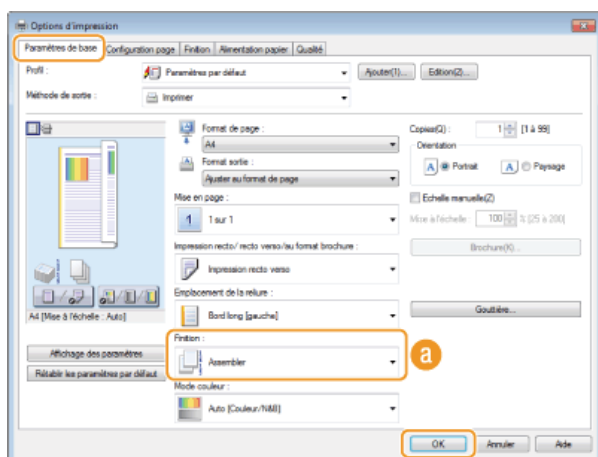 Options d'impression
Paramètres de base Configuration page Finition Alimentation papier Qualité
Profil : Paramètres par défaut Ajouter(1)... Edition(2)...
Méthode de sortie : Imprimer
Format de page : Copies(Q) : 1 [1 à 99]
A4 Orientation
Format sortie : A Portrait A Paysage
Ajuster au format de page
Mise en page : Echelle manuelle(Z)
1 1 sur 1 Mise à l'échelle : 100 % [25 à 200]
Impression recto/ recto verso/au format brochure : Brochure(K)...
Impression recto verso
Emplacement de la reliure :
A4 [Mise à l'échelle : Auto] Bord long [gauche] Gouttière...
Finition :
Affichage des paramètres Assembler a
Rétablir les paramètres par défaut
Mode couleur :
Auto [Couleur/N&B]
OK Annuler Aide